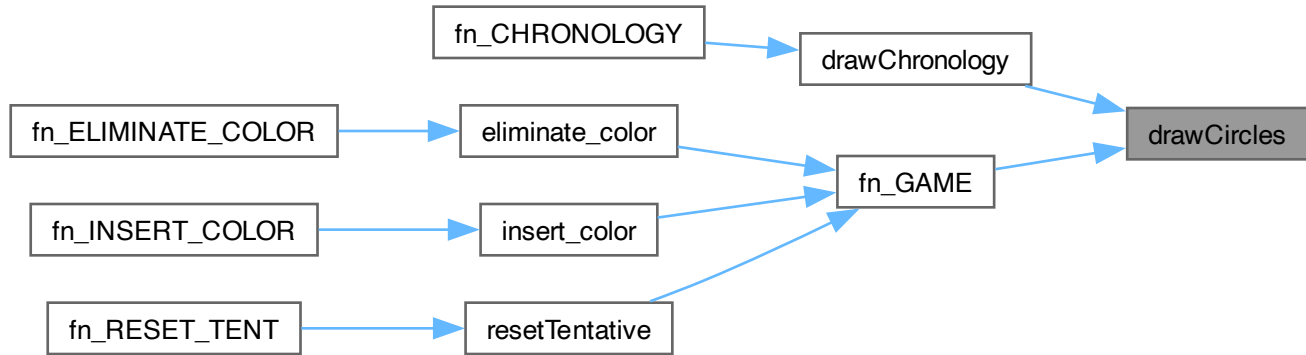 fn_CHRONOLOGY
drawChronology
drawCircles
fn_ELIMINATE_COLOR
eliminate_color
fn_GAME
fn_INSERT_COLOR
insert_color
fn_RESET_TENT
resetTentative